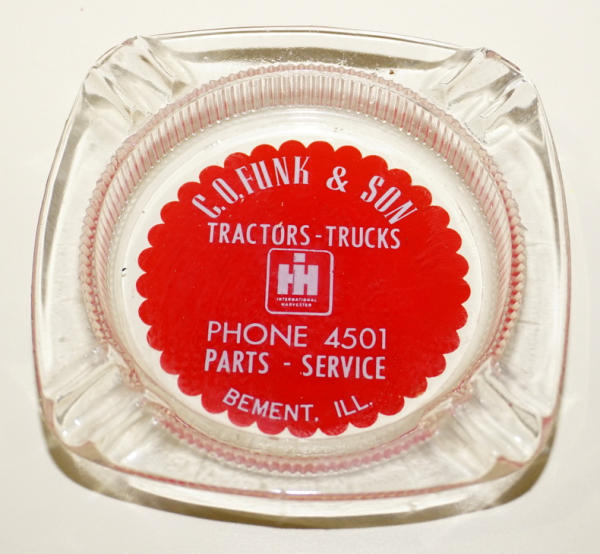 C.O. FUNK & SON
TRACTORS-TRUCKS
IH
INTERNATIONAL
HARVESTER
PHONE 4501
PARTS - SERVICE
BEMENT, ILL.